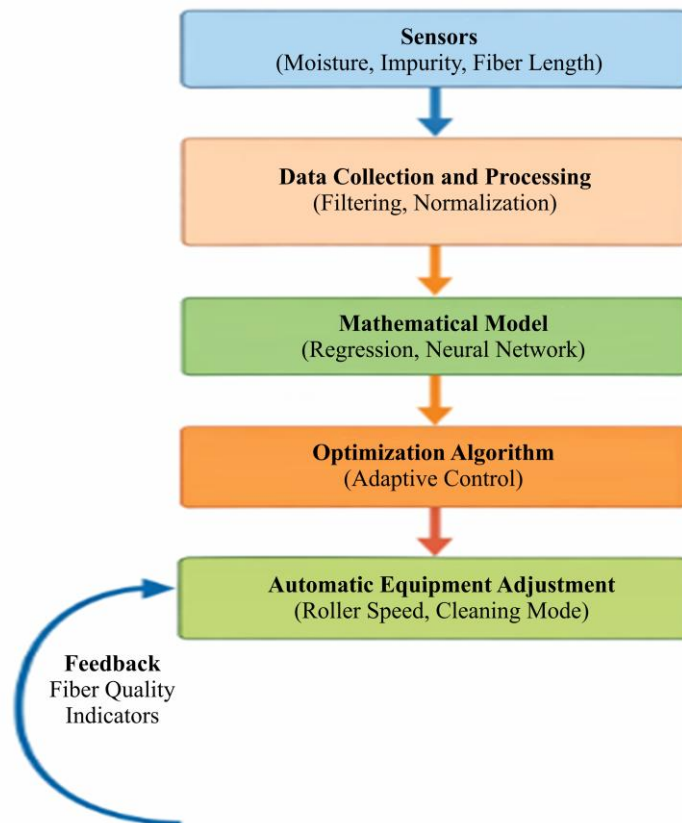 Sensors
(Moisture, Impurity, Fiber Length)
Data Collection and Processing
(Filtering, Normalization)
Mathematical Model
(Regression, Neural Network)
Optimization Algorithm
(Adaptive Control)
Automatic Equipment Adjustment
(Roller Speed, Cleaning Mode)
Feedback
Fiber Quality
Indicators